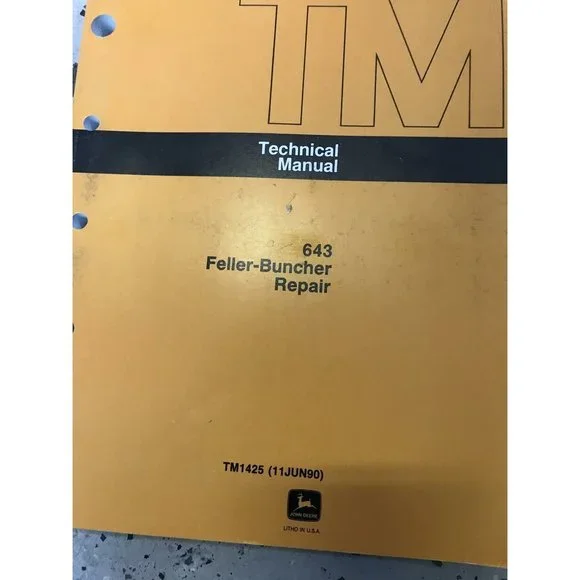 TM
Technical
Manual
643
Feller-Buncher
Repair
TM1425 (11JUN90)
JOHN DEERE
LITHO IN U.S.A.